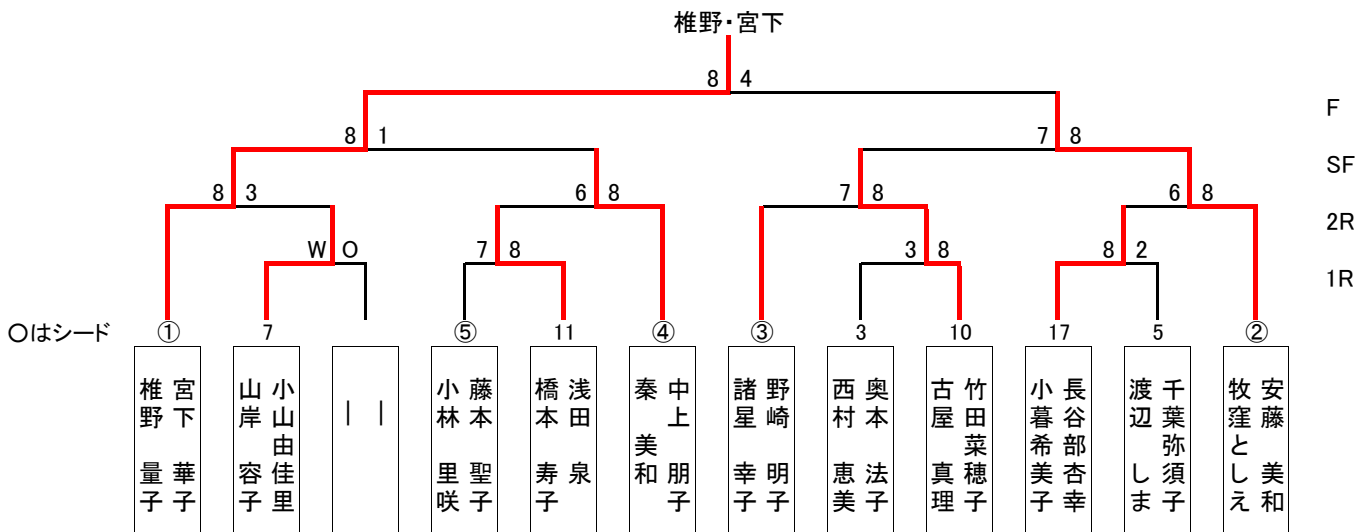 椎野・宮下
8 4
F
8 1
7 8
SF
8 3
6 8
7 8
6 8
2R
W O
7 8
3 8
8 2
1R
〇はシード
① 7 ⑤ 11 ④ ③ 3 10 17 5 ②
椎野 量子
宮下 華子
山岸 容子
小山由佳里
|
|
小林 里咲
藤本 聖子
橋本 寿子
浅田 泉
秦 美和
中上 朋子
諸星 幸子
野崎 明子
西村 恵美
奥本 法子
古屋 真理
竹田菜穂子
小暮希美子
長谷部杏幸
渡辺 しま
千葉弥須子
牧窪としえ
安藤 美和